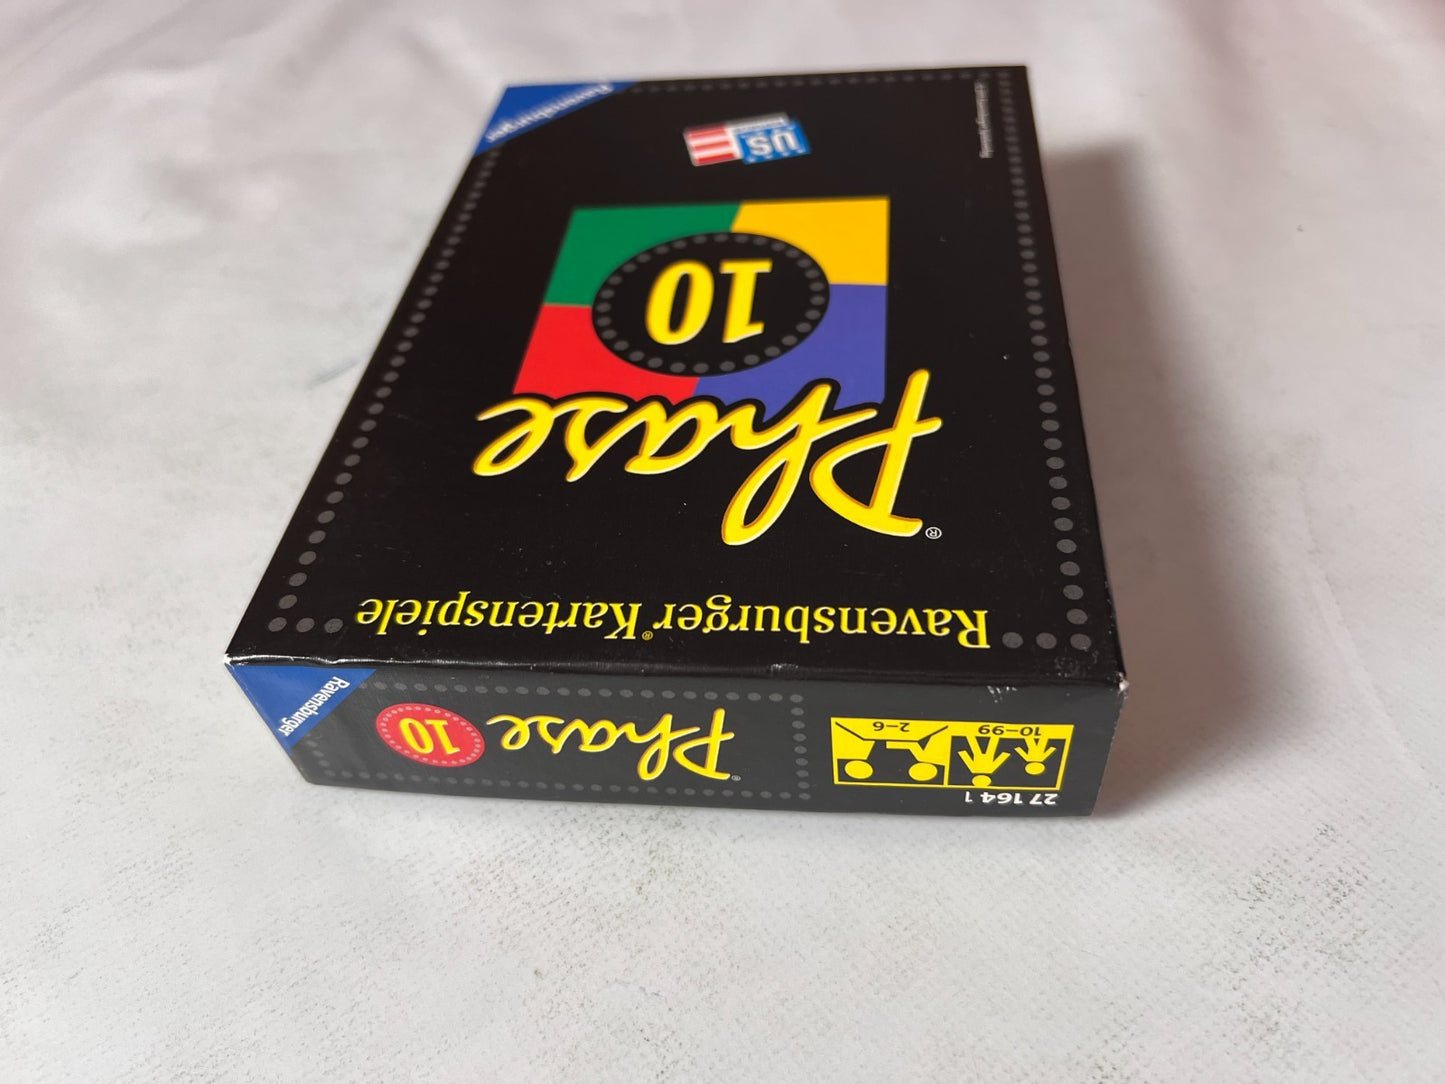 Ravensburger® Kartenspiele
Phase®
10
US
Ravensburger
Ravensburger
Phase®
10
10–99
2–6
27 164 1